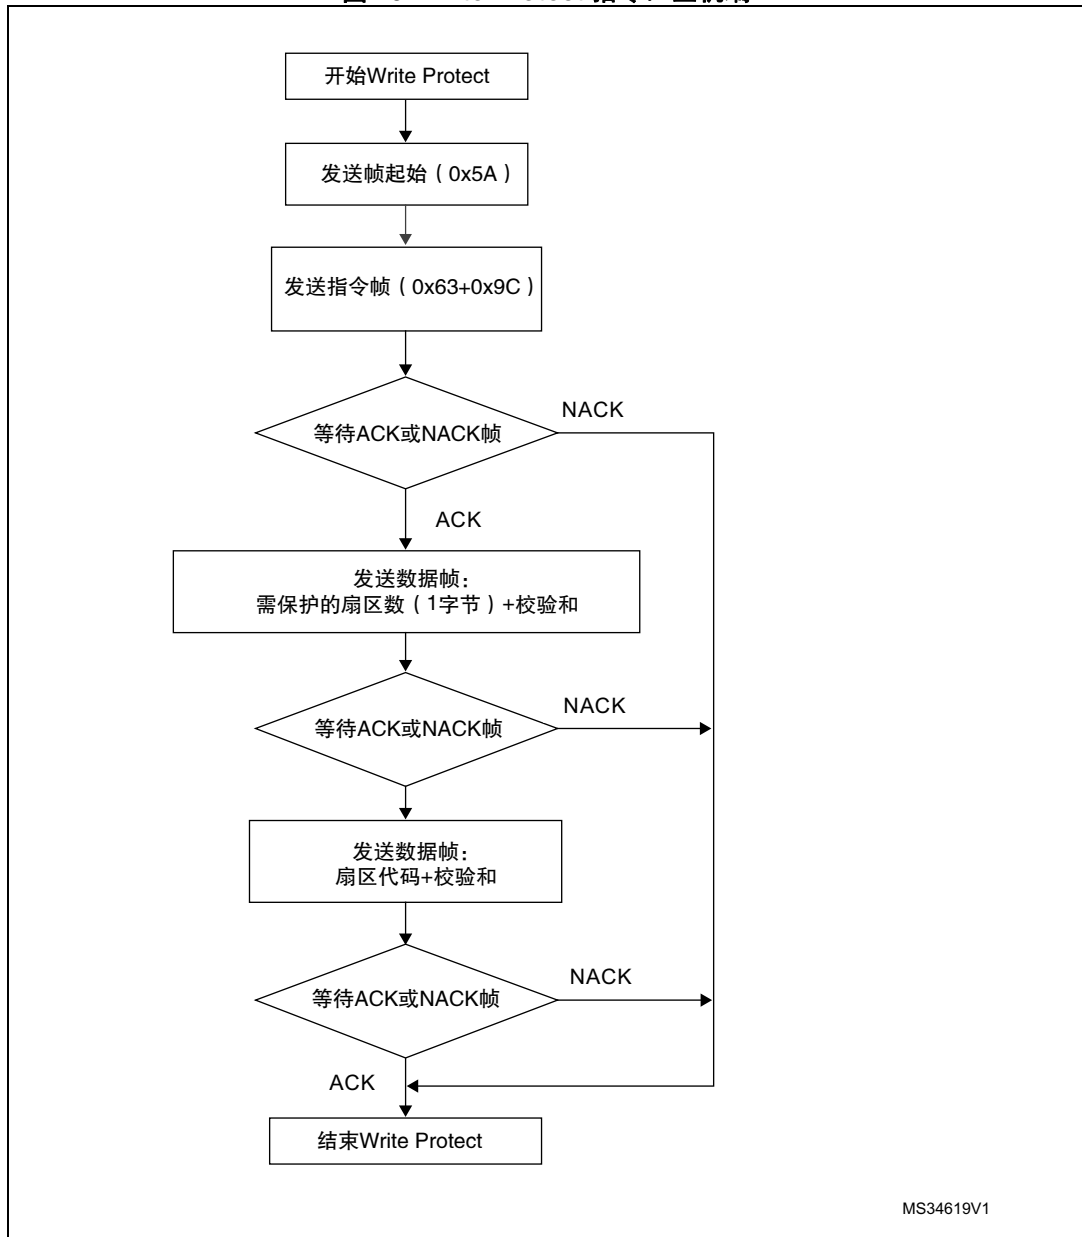 开始Write Protect
发送帧起始（0x5A）
发送指令帧（0x63+0x9C）
等待ACK或NACK帧
NACK
ACK
发送数据帧：
需保护的扇区数（1字节）+校验和
等待ACK或NACK帧
NACK
发送数据帧：
扇区代码+校验和
等待ACK或NACK帧
NACK
ACK
结束Write Protect
MS34619V1